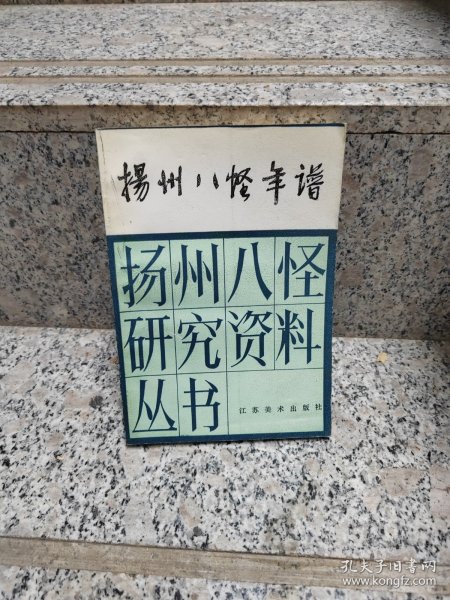 揚州八怪年谱
扬州八怪
研究资料
丛书
江苏美术出版社
孔夫子旧书网
www.kongfz.com